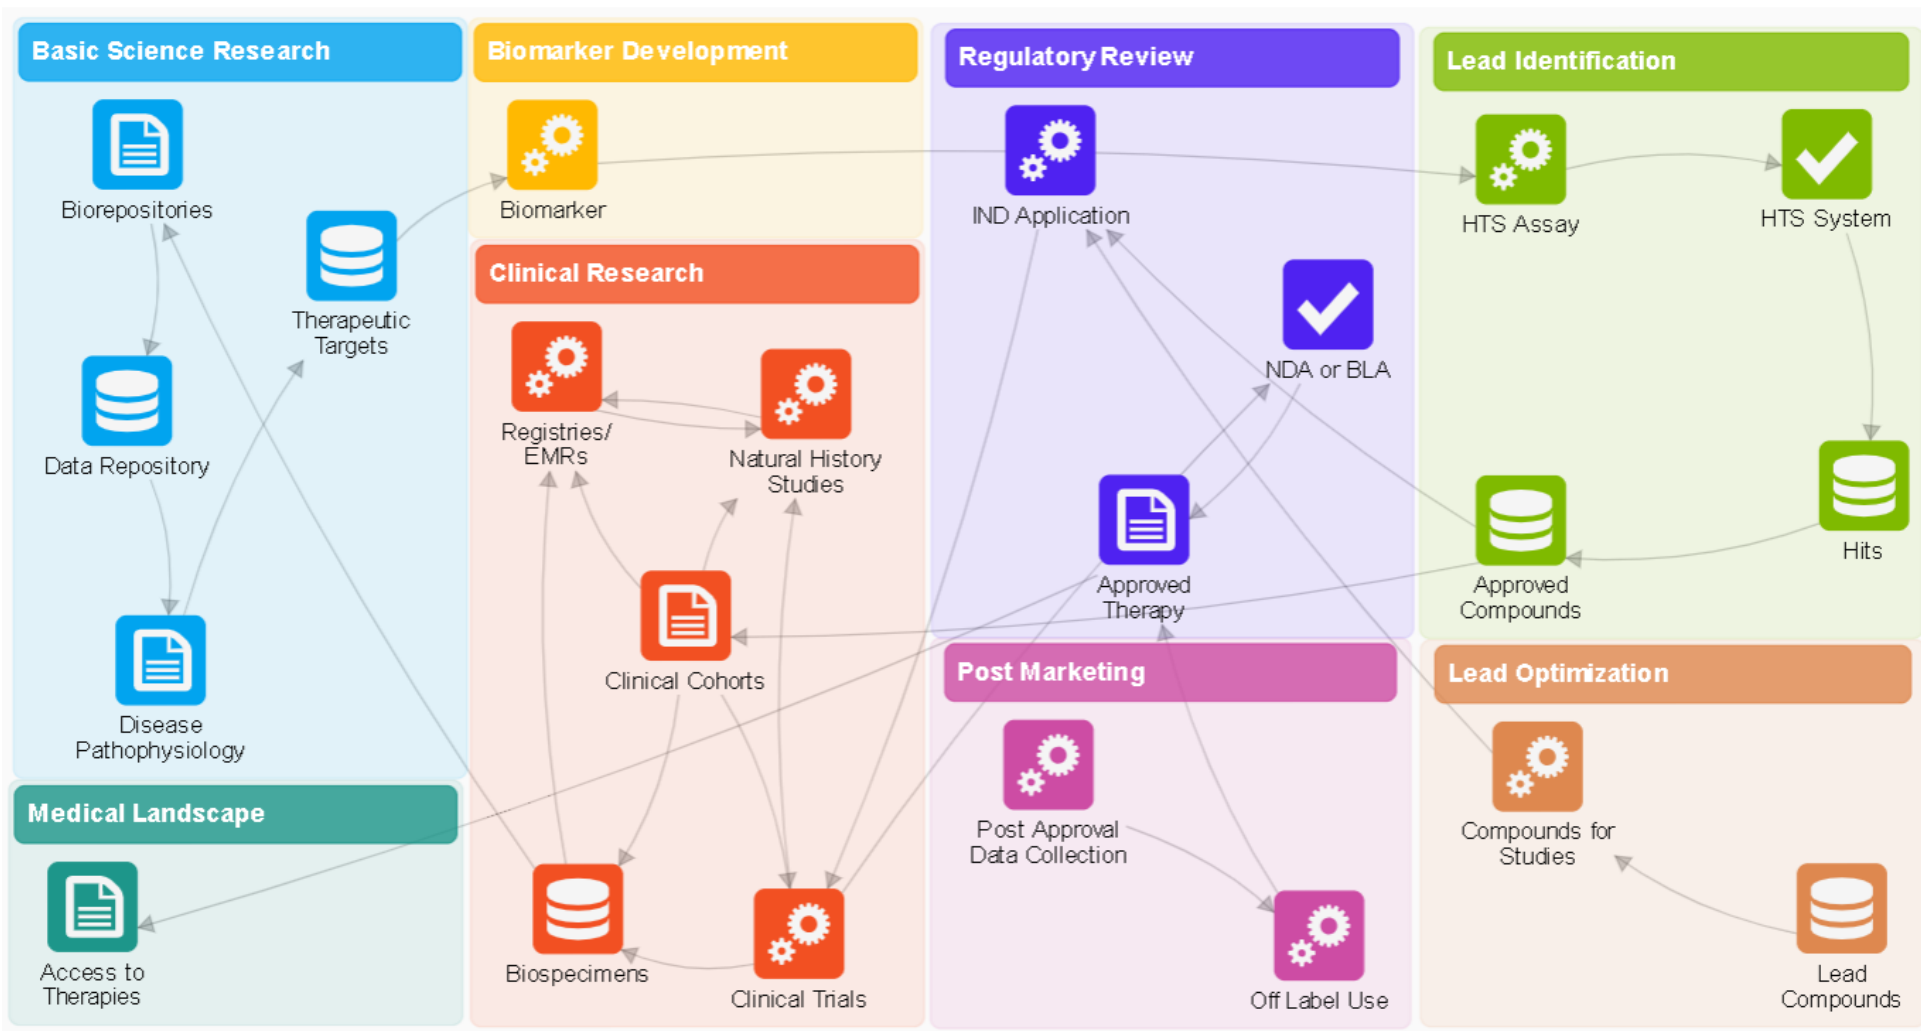 Basic Science Research
Biorepositories
Therapeutic
Targets
Data Repository
Disease
Pathophysiology
Medical Landscape
Access to
Therapies
Biomarker Development
Biomarker
Clinical Research
Registries/
EMRs
Natural History
Studies
Clinical Cohorts
Biospecimens
Clinical Trials
Regulatory Review
IND Application
NDA or BLA
Approved
Therapy
Post Marketing
Post Approval
Data Collection
Off Label Use
Lead Identification
HTS Assay
HTS System
Hits
Approved
Compounds
Lead Optimization
Compounds for
Studies
Lead
Compounds